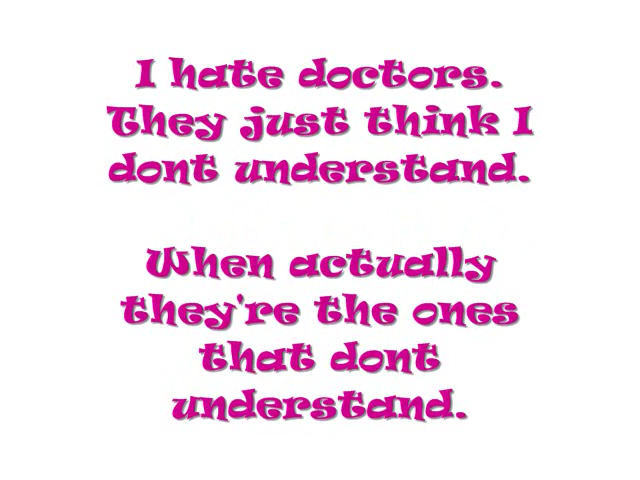 I hate doctors.
They just think I
dont understand.
When actually
they're the ones
that dont
understand.